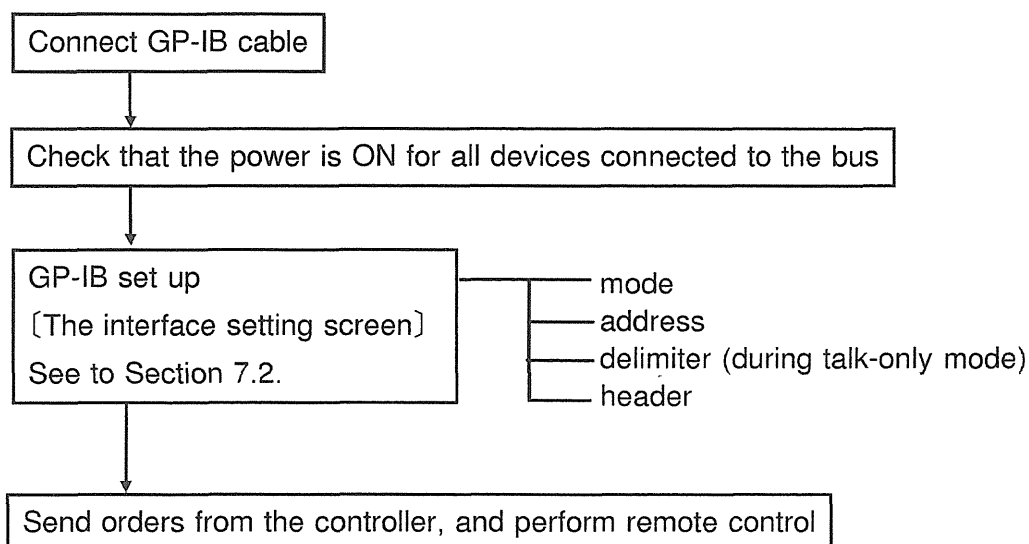 Connect GP-IB cable
Check that the power is ON for all devices connected to the bus
GP-IB set up
〔The interface setting screen〕
See to Section 7.2.
mode
address
delimiter (during talk-only mode)
header
Send orders from the controller, and perform remote control